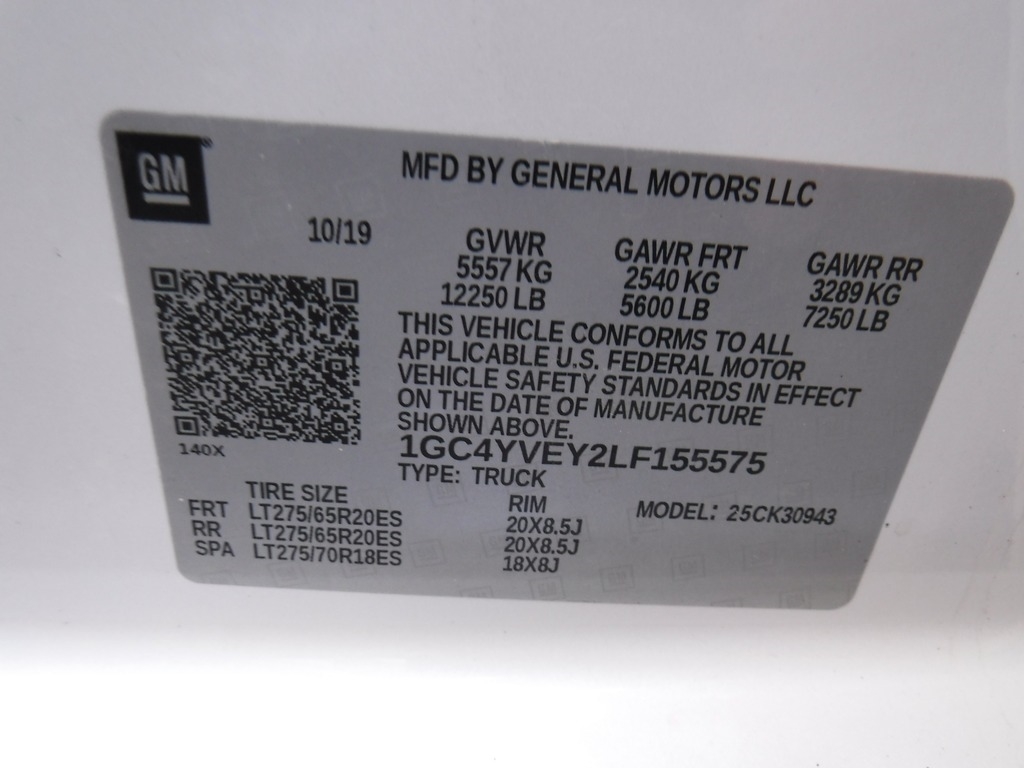 GM
MFD BY GENERAL MOTORS LLC
10/19
GVWR GAWR FRT GAWR RR
5557 KG 2540 KG 3289 KG
12250 LB 5600 LB 7250 LB
THIS VEHICLE CONFORMS TO ALL
APPLICABLE U.S. FEDERAL MOTOR
VEHICLE SAFETY STANDARDS IN EFFECT
ON THE DATE OF MANUFACTURE
SHOWN ABOVE.
140X
1GC4YVEY2LF155575
TYPE: TRUCK
TIRE SIZE RIM MODEL: 25CK30943
FRT LT275/65R20ES 20X8.5J
RR LT275/65R20ES 20X8.5J
SPA LT275/70R18ES 18X8J